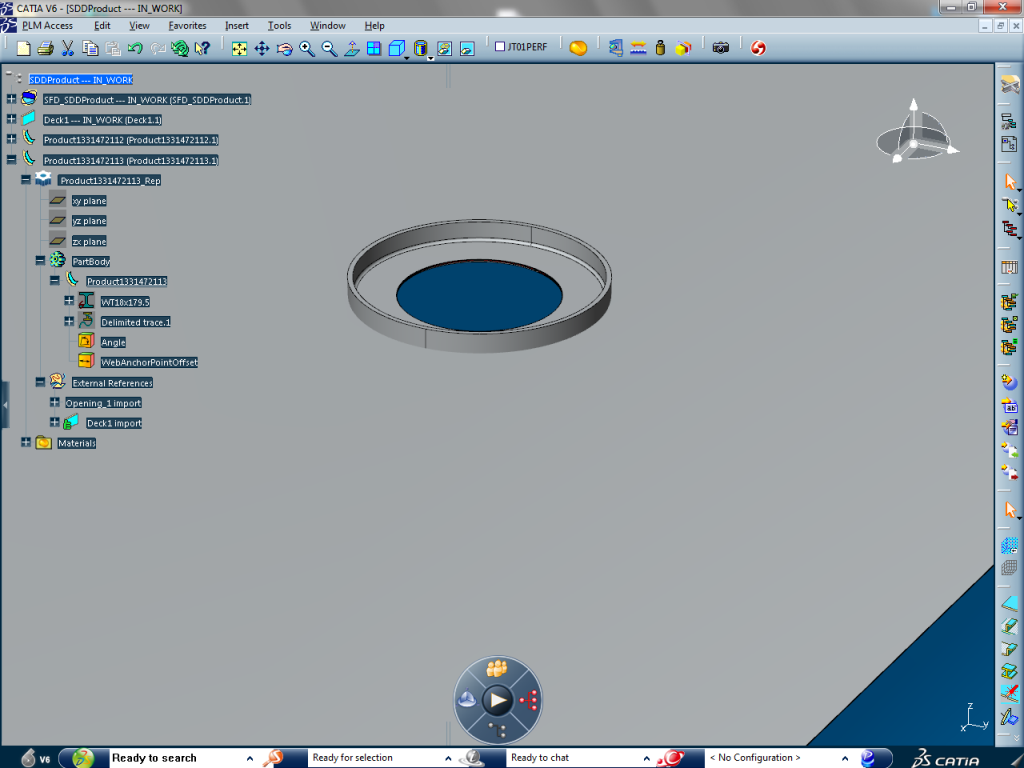 CATIA V6 - [SDDProduct --- IN_WORK]
PLM Access Edit View Favorites Insert Tools Window Help
JT01PERF
SDDProduct --- IN_WORK
SFD_SDDProduct --- IN_WORK (SFD_SDDProduct.1)
Deck1 --- IN_WORK (Deck1.1)
Product1331472112 (Product1331472112.1)
Product1331472113 (Product1331472113.1)
Product1331472113_Rep
xy plane
yz plane
zx plane
PartBody
Product1331472113
WT18x179.5
Delimited trace.1
Angle
WebAnchorPointOffset
External References
Opening_1 import
Deck1 import
Materials
z
x y
V6 Ready to search Ready for selection Ready to chat < No Configuration > CATIA